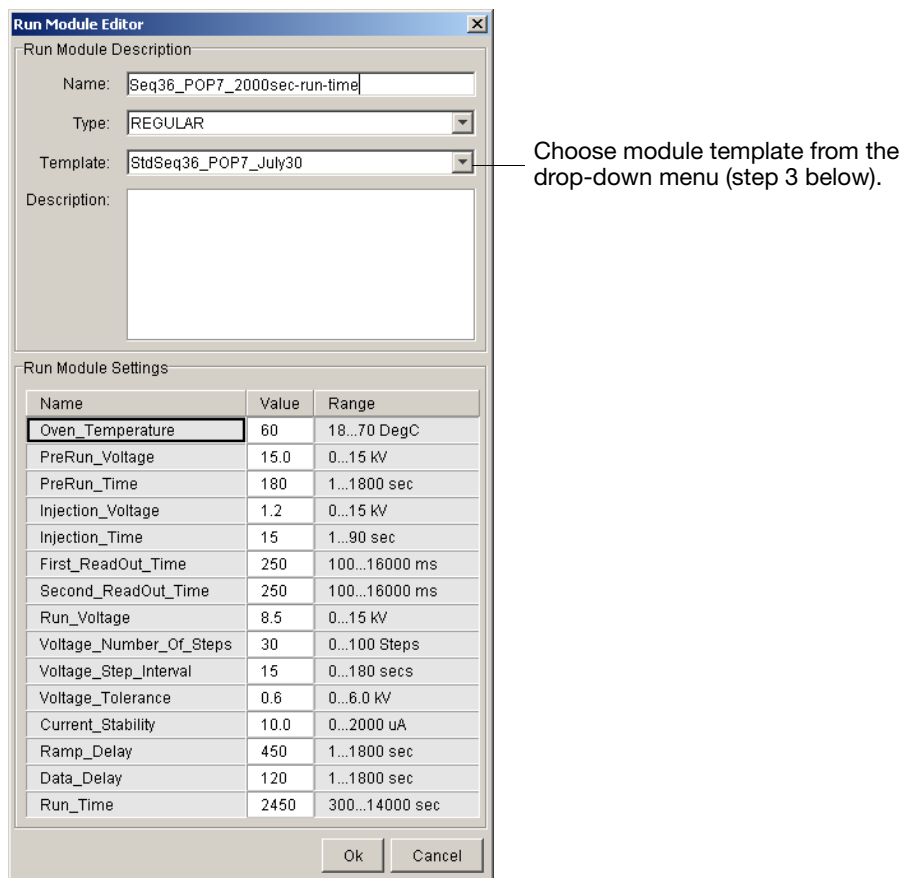 Run Module Editor
Run Module Description
Name: Seq36_POP7_2000sec-run-time
Type: REGULAR
Template: StdSeq36_POP7_July30
Choose module template from the
drop-down menu (step 3 below).
Description:
Run Module Settings
Name Value Range
Oven_Temperature 60 18...70 DegC
PreRun_Voltage 15.0 0...15 kV
PreRun_Time 180 1...1800 sec
Injection_Voltage 1.2 0...15 kV
Injection_Time 15 1...90 sec
First_ReadOut_Time 250 100...16000 ms
Second_ReadOut_Time 250 100...16000 ms
Run_Voltage 8.5 0...15 kV
Voltage_Number_Of_Steps 30 0...100 Steps
Voltage_Step_Interval 15 0...180 secs
Voltage_Tolerance 0.6 0...6.0 kV
Current_Stability 10.0 0...2000 uA
Ramp_Delay 450 1...1800 sec
Data_Delay 120 1...1800 sec
Run_Time 2450 300...14000 sec
Ok Cancel